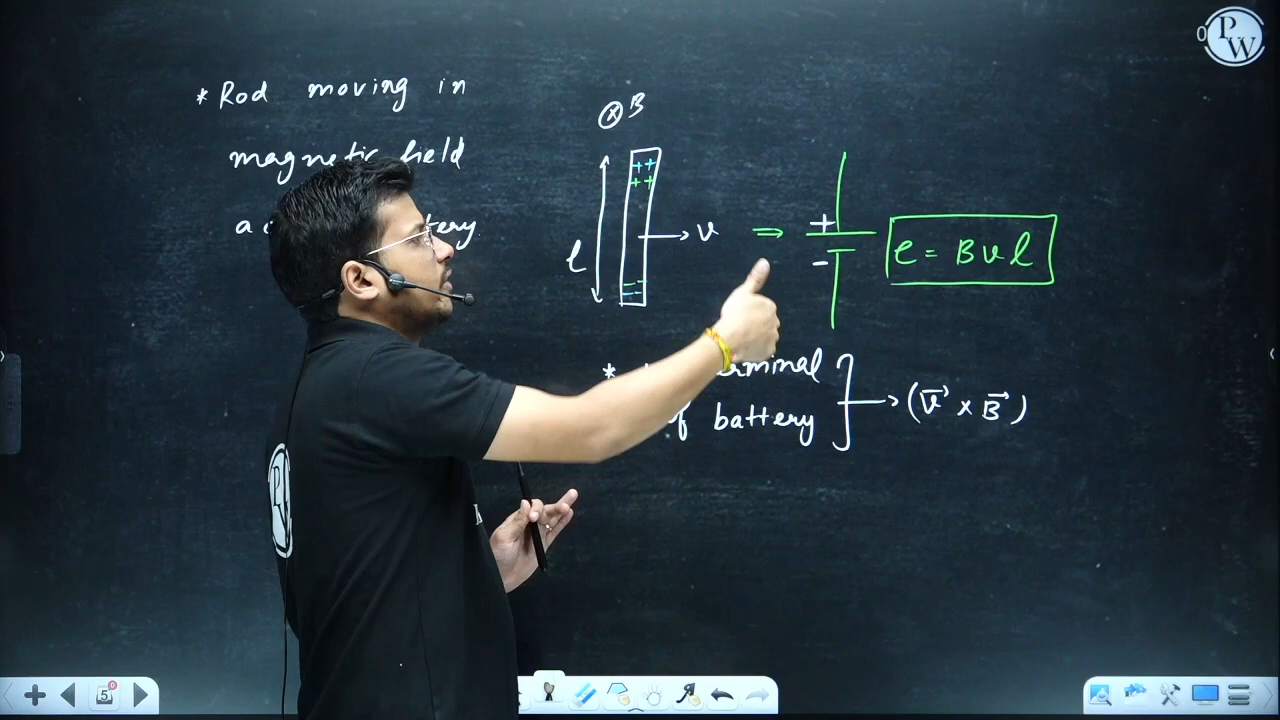 * Rod moving in
magnetic field
⊗ B
++
++
l
→ v
⇒
+
-
e = Bvl
*
of battery
→ (v⃗ × B⃗)
PW
5